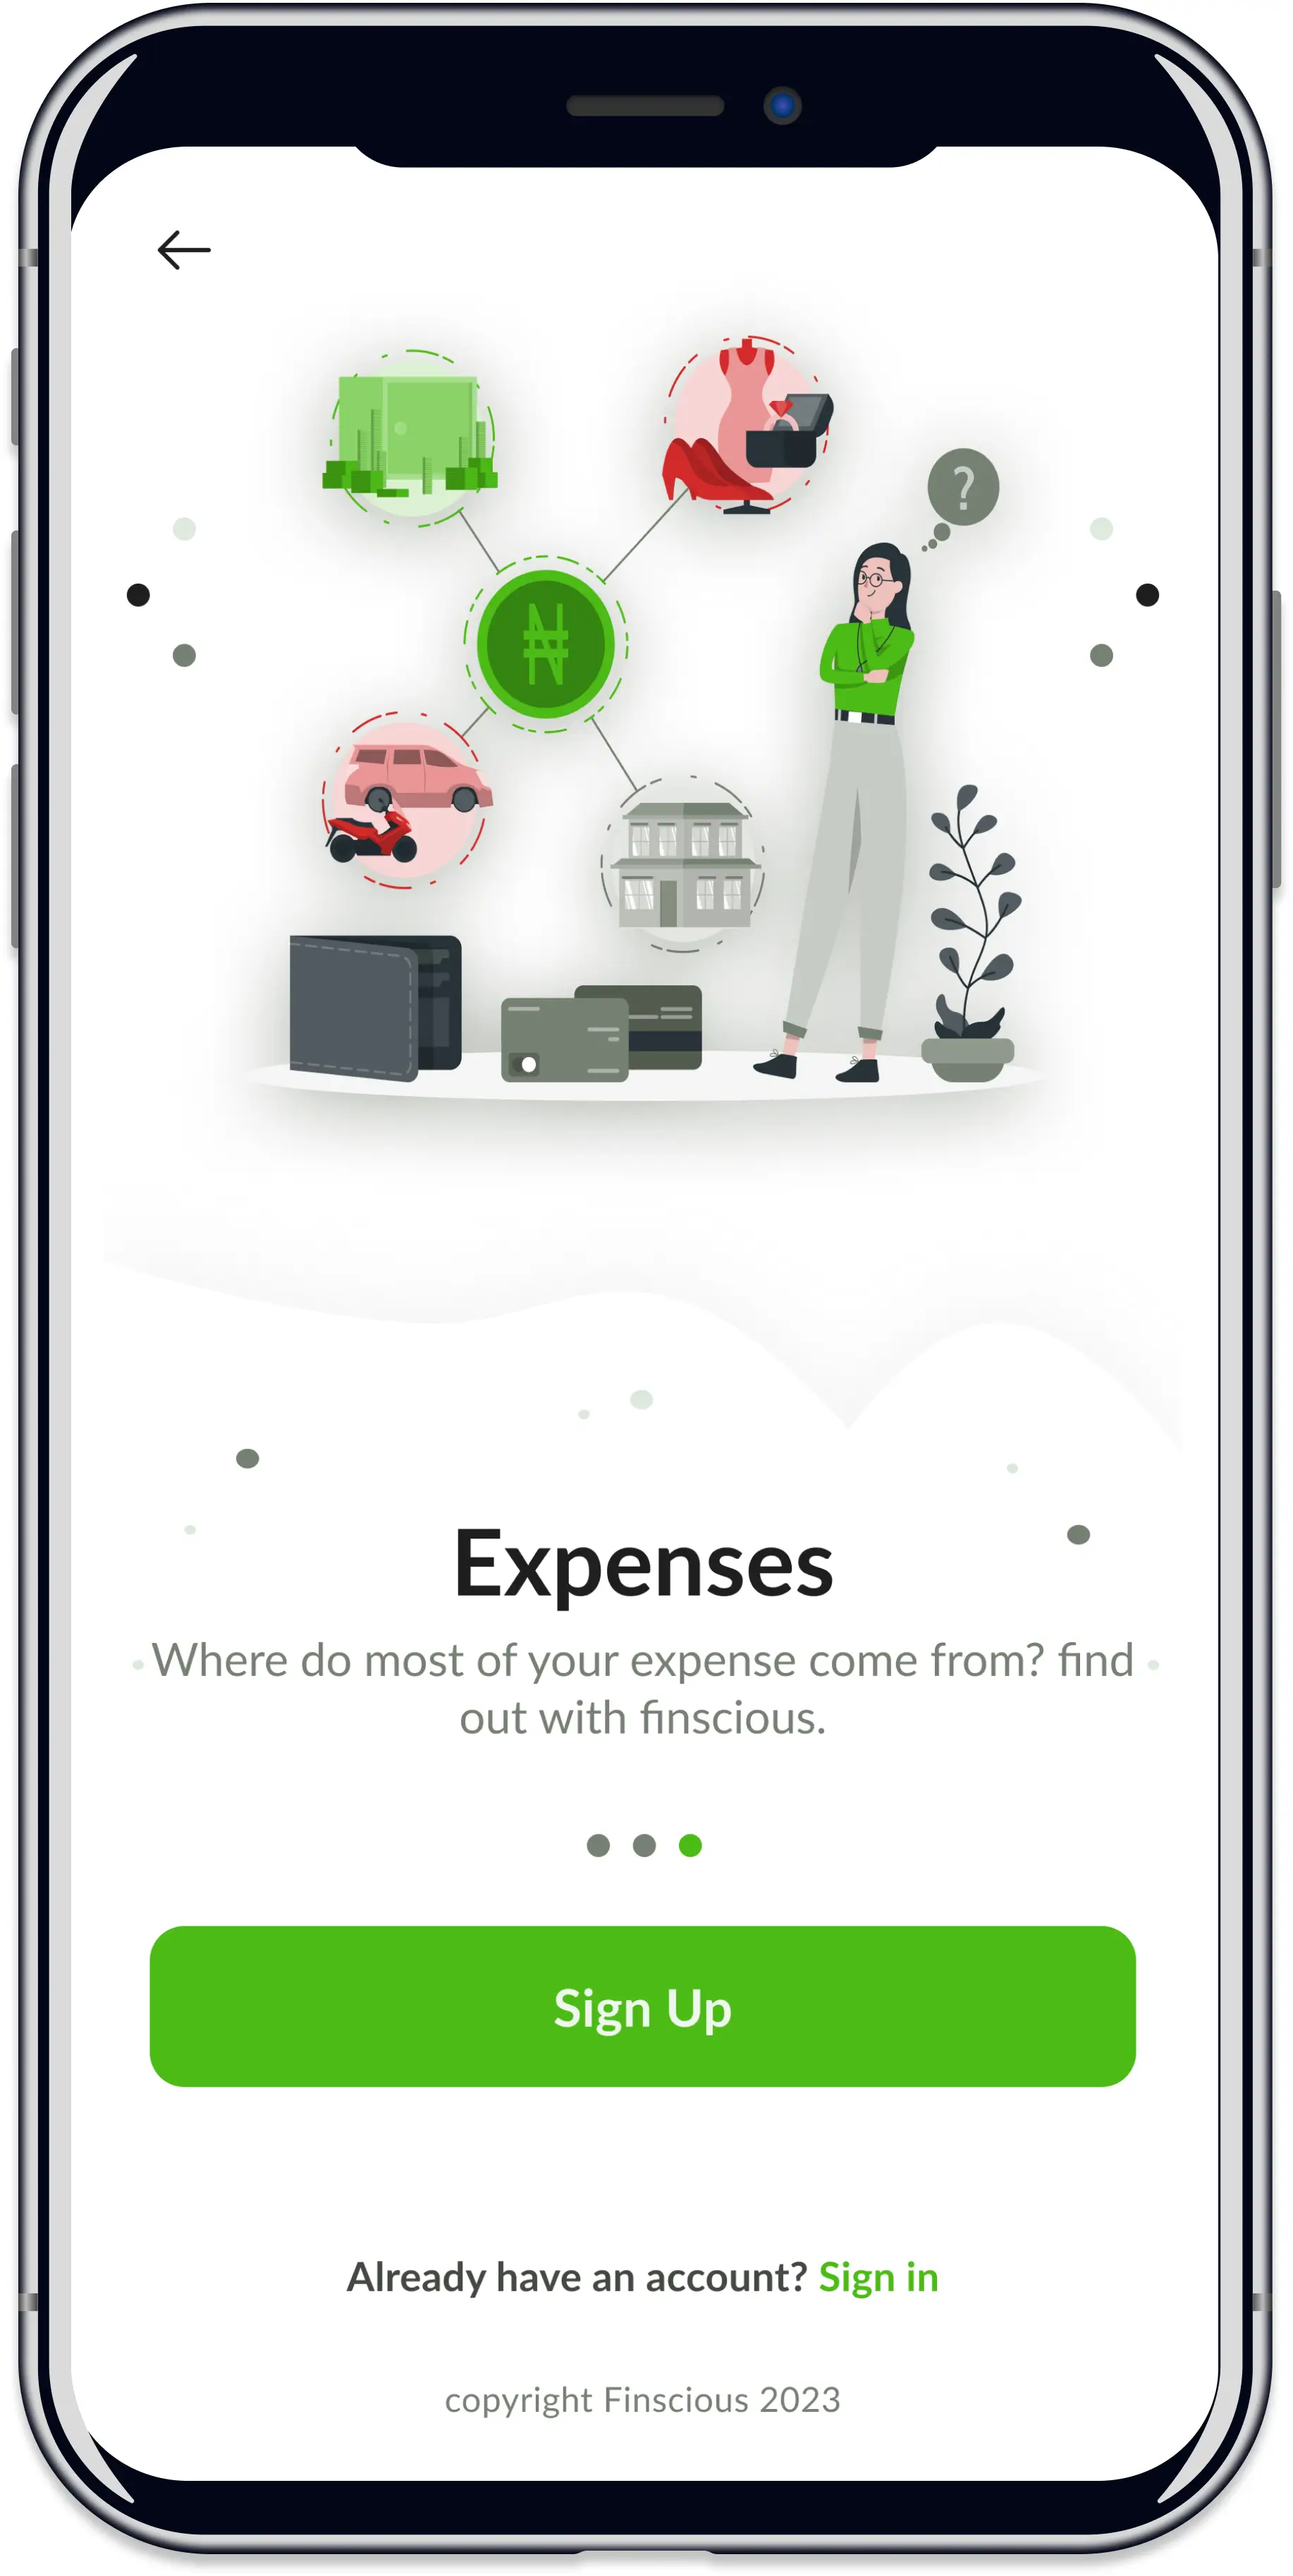 ?
₦
Expenses
Where do most of your expense come from? find
out with finscious.
Sign Up
Already have an account? Sign in
copyright Finscious 2023